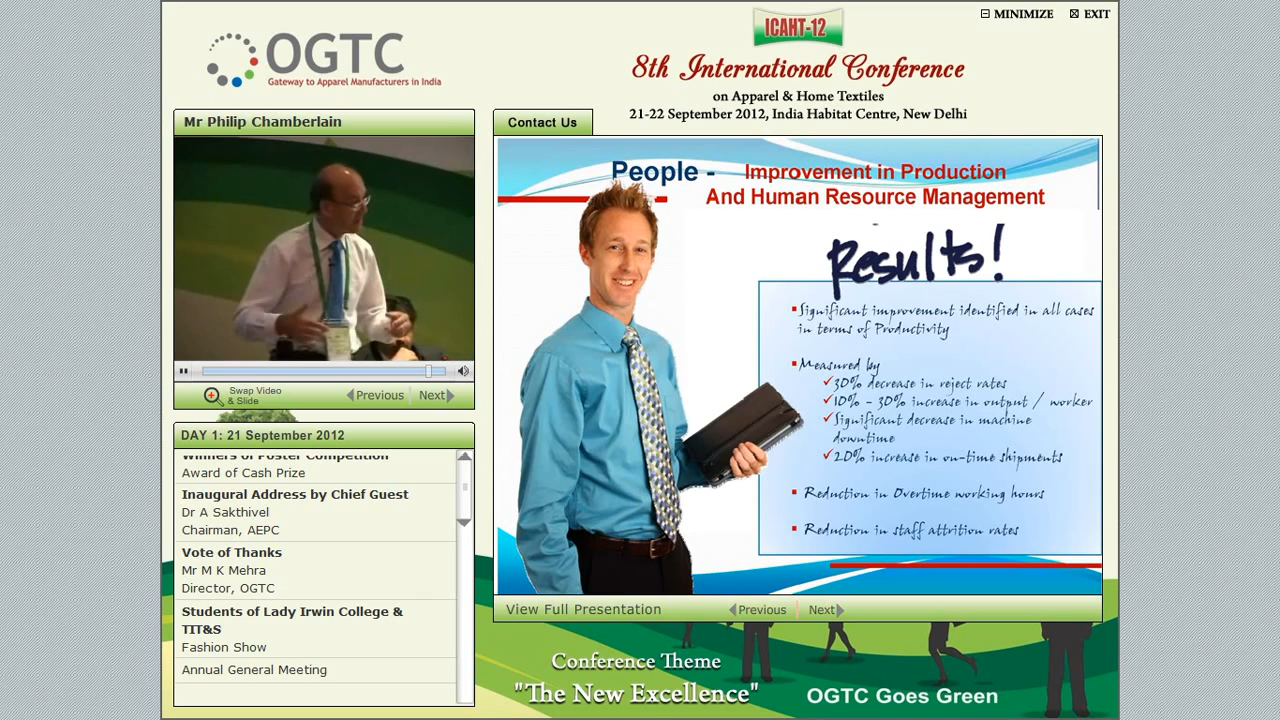 MINIMIZE
EXIT
ICAHT-12
OGTC
Gateway to Apparel Manufacturers in India
8th International Conference
on Apparel & Home Textiles
21-22 September 2012, India Habitat Centre, New Delhi
Mr Philip Chamberlain
Swap Video
& Slide
Previous
Next
DAY 1: 21 September 2012
Winners of Poster Competition
Award of Cash Prize
Inaugural Address by Chief Guest
Dr A Sakthivel
Chairman, AEPC
Vote of Thanks
Mr M K Mehra
Director, OGTC
Students of Lady Irwin College &
TIT&S
Fashion Show
Annual General Meeting
Contact Us
People - Improvement in Production
And Human Resource Management
Results!
Significant improvement identified in all cases
in terms of Productivity
Measured by
30% decrease in reject rates
10% - 30% increase in output / worker
Significant decrease in machine
downtime
20% increase in on-time shipments
Reduction in Overtime working hours
Reduction in staff attrition rates
View Full Presentation
Previous
Next
Conference Theme
"The New Excellence"
OGTC Goes Green